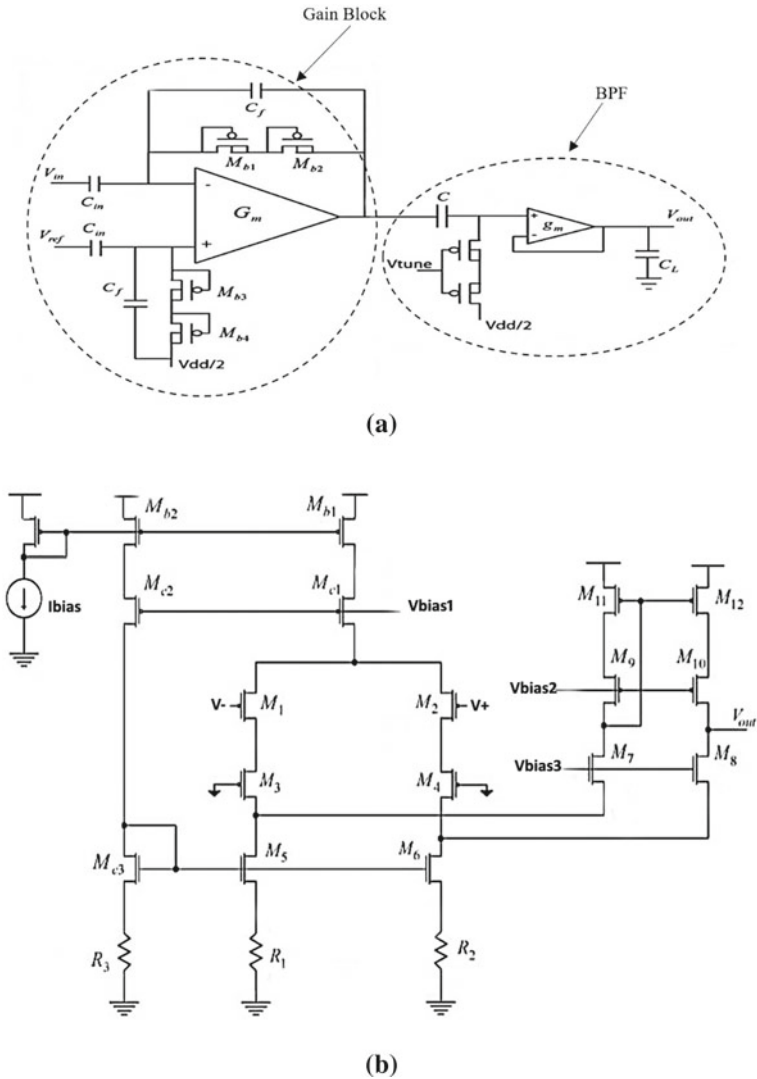 Gain Block
BPF
C_f
M_b1
M_b2
V_in
C_in
-
G_m
V_ref
C_in
+
C_f
M_b3
M_b4
Vdd/2
C
+
-
g_m
V_out
Vtune
C_L
Vdd/2
(a)
M_b2
M_b1
Ibias
M_c2
M_c1
Vbias1
M_11
M_12
M_9
M_10
Vbias2
V_out
V-
M_1
M_2
V+
Vbias3
M_7
M_8
M_3
M_4
M_c3
M_5
M_6
R_3
R_1
R_2
(b)